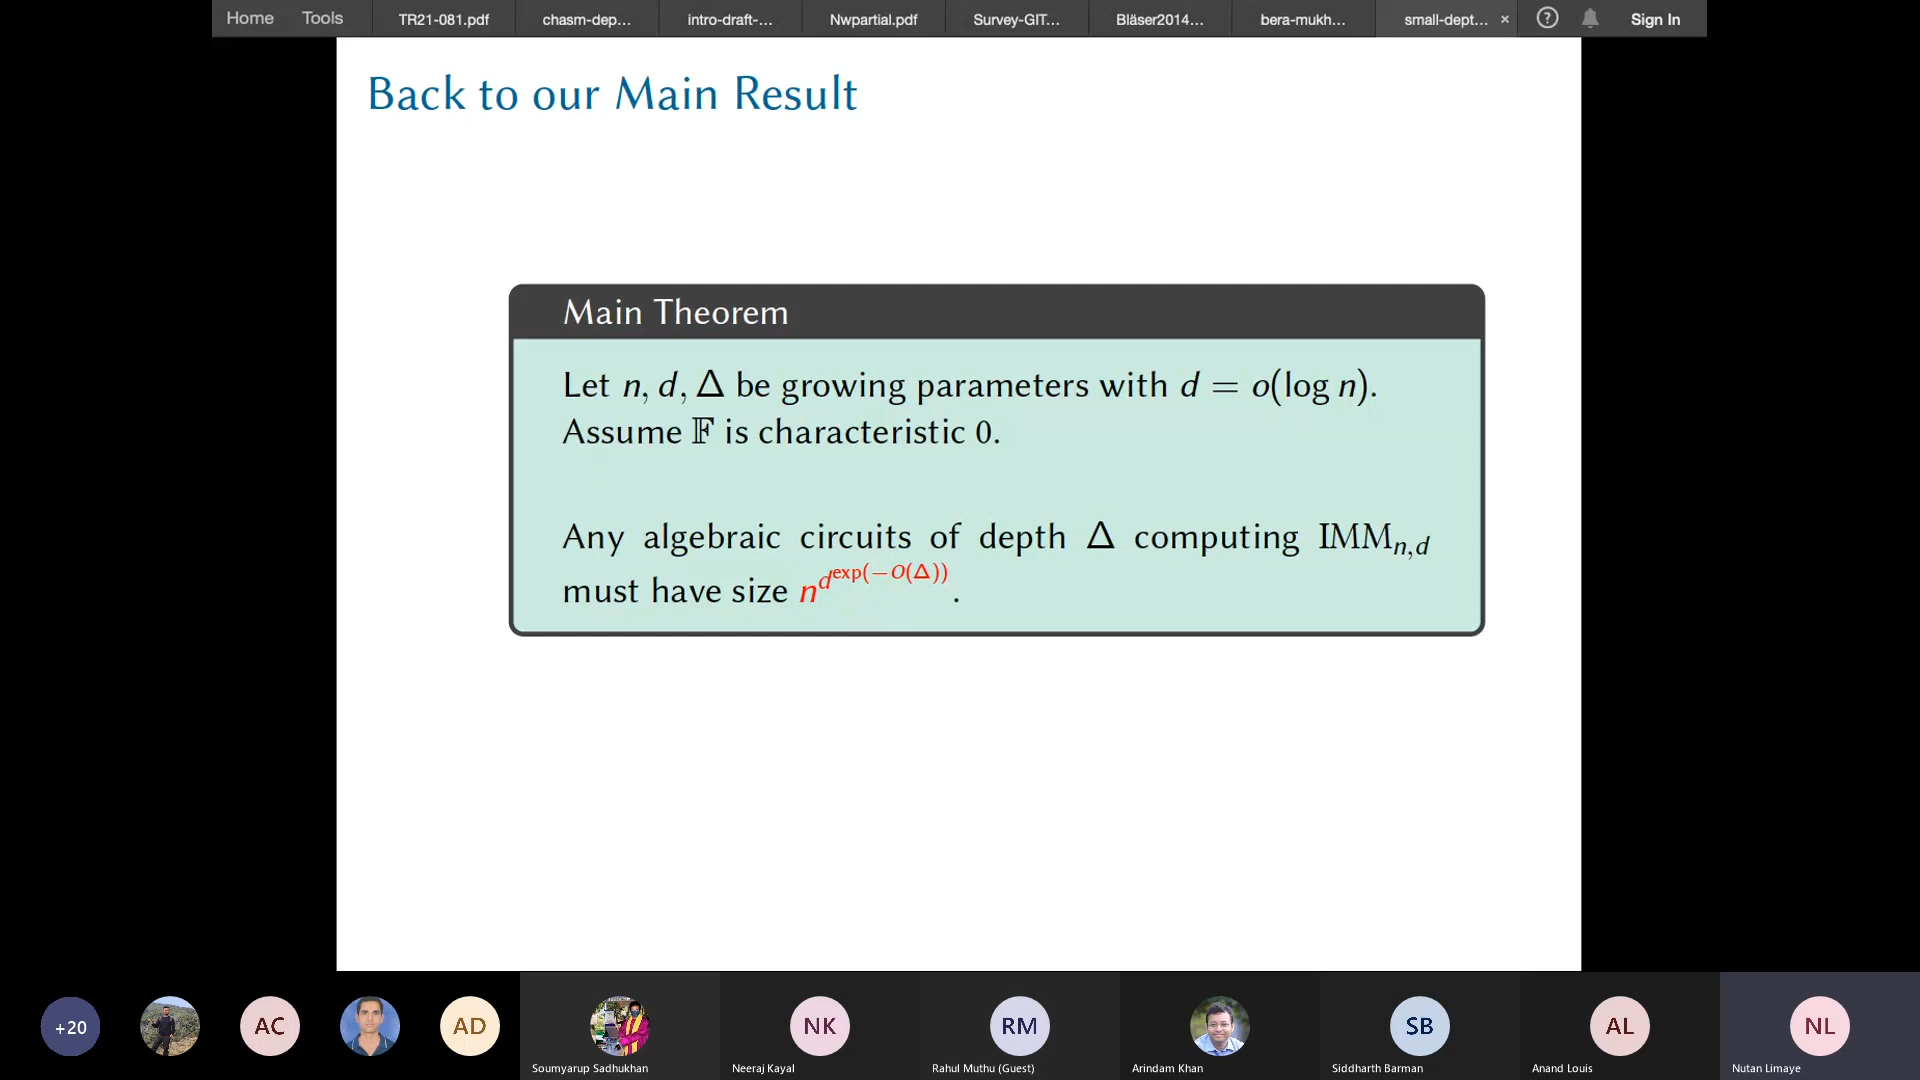 Home Tools TR21-081.pdf chasm-dep... intro-draft-... Nwpartial.pdf Survey-GIT... Bläser2014... bera-mukh... small-dept... × ? Sign In
Back to our Main Result
Main Theorem
Let n, d, Δ be growing parameters with d = o(log n).
Assume 𝔽 is characteristic 0.
Any algebraic circuits of depth Δ computing IMM_{n,d}
must have size n^{d^{exp(−O(Δ))}}.
+20 AC AD NK RM SB AL NL
Soumyarup Sadhukhan Neeraj Kayal Rahul Muthu (Guest) Arindam Khan Siddharth Barman Anand Louis Nutan Limaye